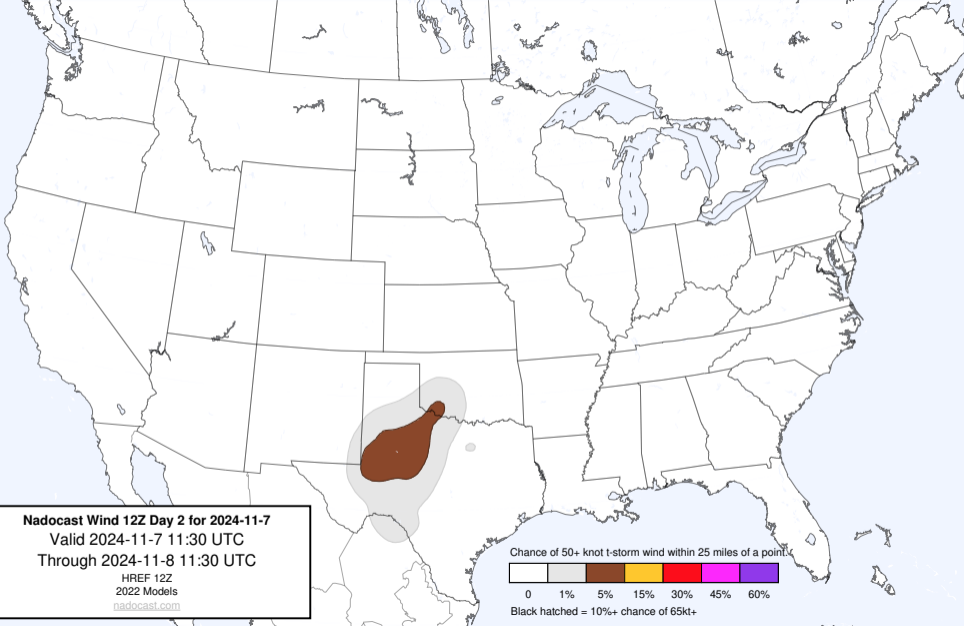 Nadocast Wind 12Z Day 2 for 2024-11-7
Valid 2024-11-7 11:30 UTC
Through 2024-11-8 11:30 UTC
HREF 12Z
2022 Models
nadocast.com
Chance of 50+ knot t-storm wind within 25 miles of a point.
0 1% 5% 15% 30% 45% 60%
Black hatched = 10%+ chance of 65kt+